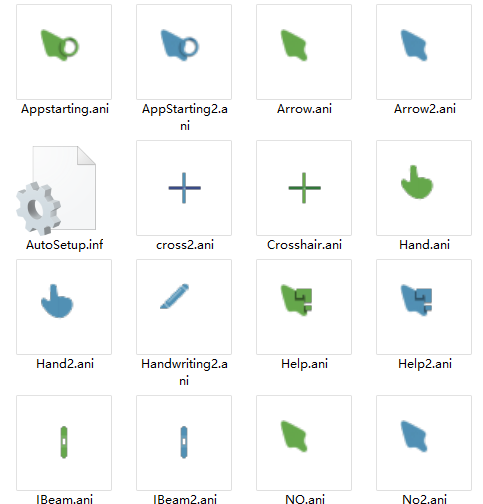 Appstarting.ani
AppStarting2.a
ni
Arrow.ani
Arrow2.ani
AutoSetup.inf
cross2.ani
Crosshair.ani
Hand.ani
Hand2.ani
Handwriting2.a
ni
Help.ani
Help2.ani
IBeam.ani
IBeam2.ani
NO.ani
No2.ani